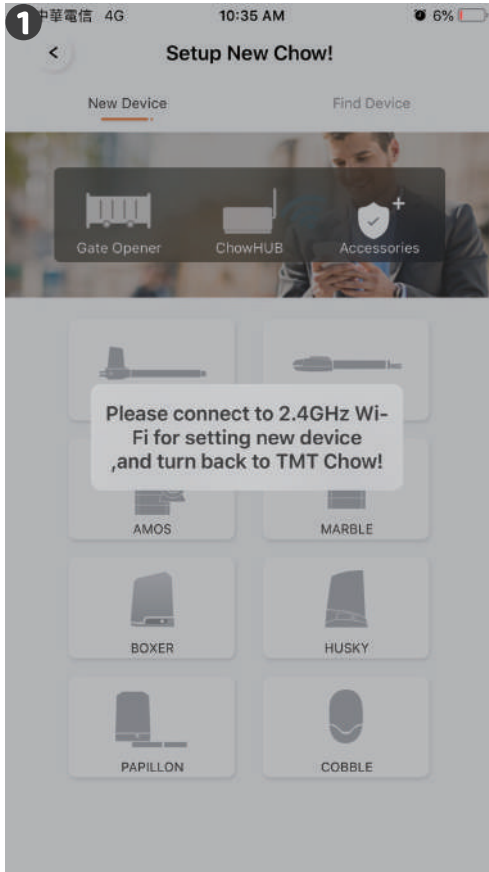 1
中華電信 4G 10:35 AM 6%
< Setup New Chow!
New Device Find Device
Gate Opener ChowHUB Accessories
Please connect to 2.4GHz Wi-
Fi for setting new device
,and turn back to TMT Chow!
AMOS MARBLE
BOXER HUSKY
PAPILLON COBBLE